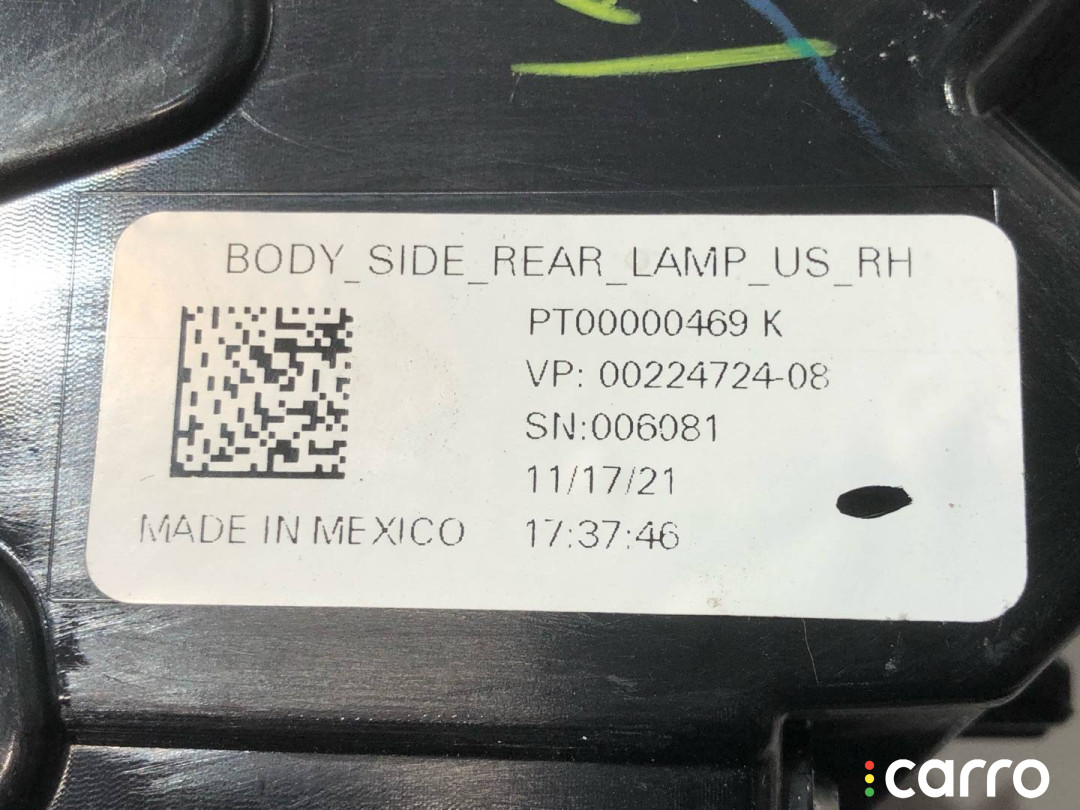 BODY_SIDE_REAR_LAMP_US_RH
PT00000469 K
VP: 00224724-08
SN:006081
11/17/21
MADE IN MEXICO 17:37:46
carro